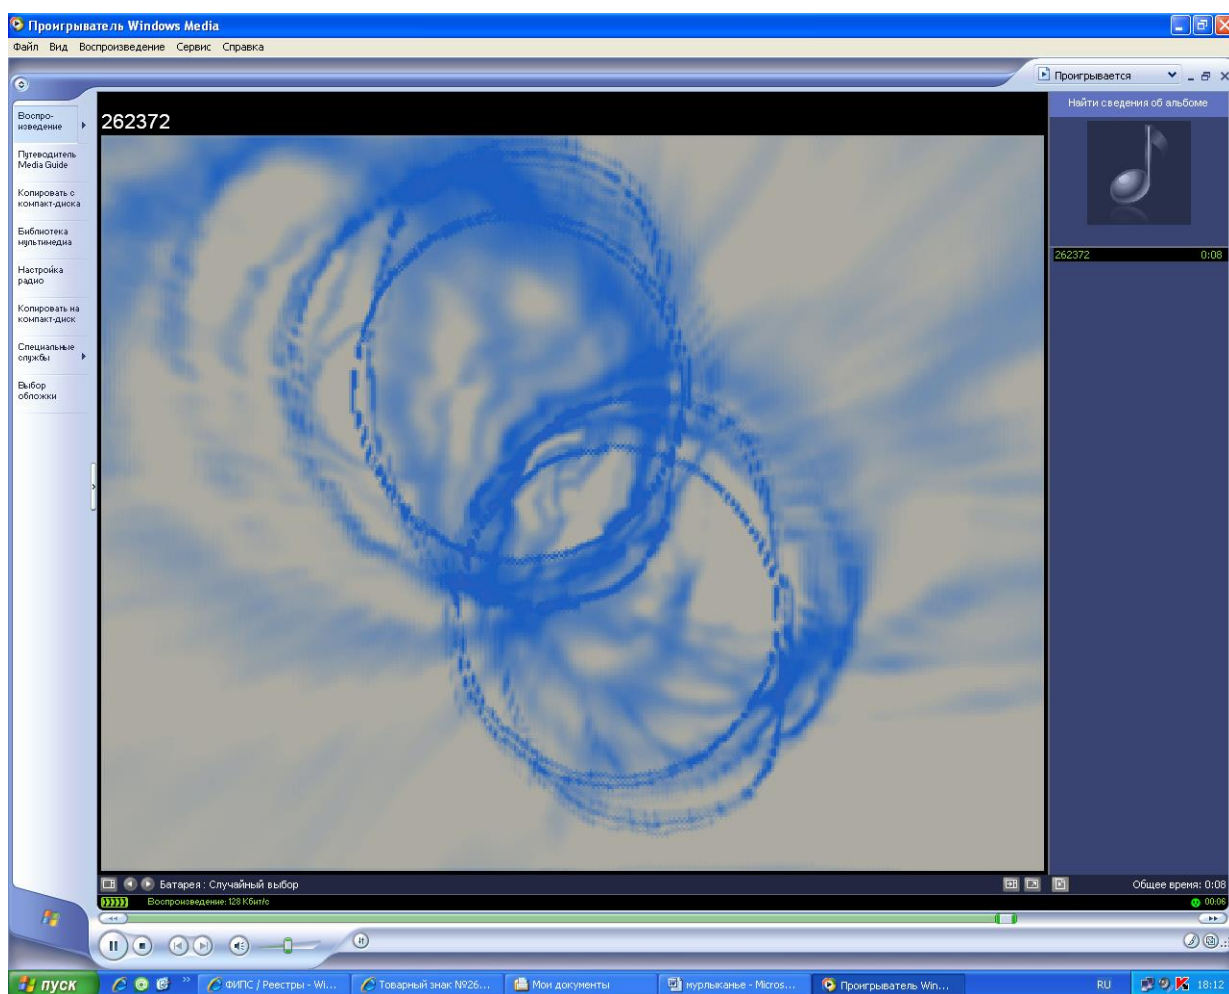 Проигрыватель Windows Media
Файл Вид Воспроизведение Сервис Справка
Проигрывается
Воспро-
изведение
Путеводитель
Media Guide
Копировать с
компакт-диска
Библиотека
мультимедиа
Настройка
радио
Копировать на
компакт-диск
Специальные
службы
Выбор
обложки
262372
Найти сведения об альбоме
262372 0:08
Батарея : Случайный выбор
Общее время: 0:08
Воспроизведение: 128 Кбит/с
00:06
пуск
ФИПС / Реестры - Wi...
Товарный знак №26...
Мои документы
мурлыканье - Micros...
Проигрыватель Win...
RU
18:12